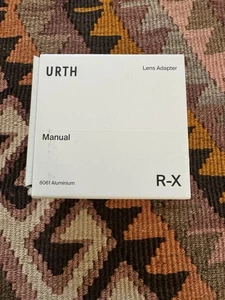 URTH
Lens Adapter
Manual
6061 Aluminium
R-X